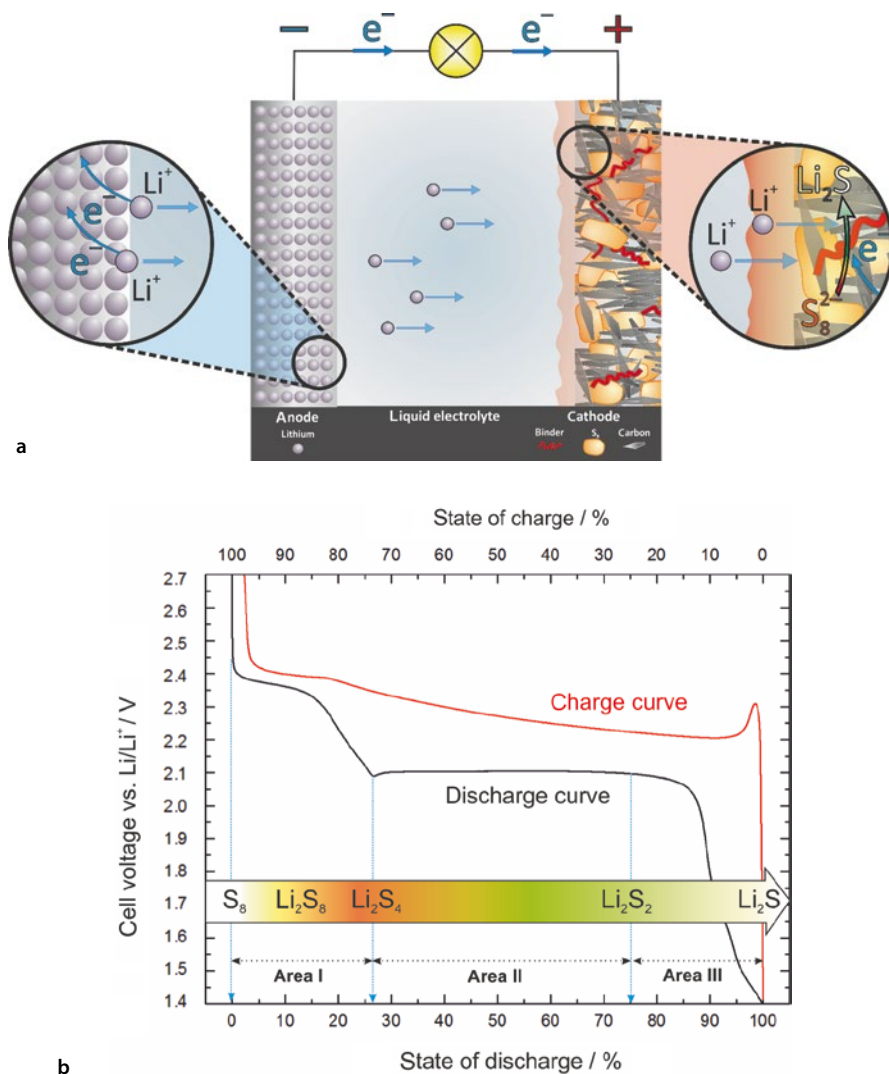 − e⁻ e⁻ +
Li⁺
e⁻
e⁻
Li⁺
Li₂S
Li⁺
Li⁺
e⁻
S₈²⁻
Anode Liquid electrolyte Cathode
Lithium Binder S₈ Carbon
a
State of charge / %
100 90 80 70 60 50 40 30 20 10 0
2.7
2.6
2.5
2.4
2.3
2.2
2.1
2.0
1.9
1.8
1.7
1.6
1.5
1.4
Cell voltage vs. Li/Li⁺ / V
Charge curve
Discharge curve
S₈ Li₂S₈ Li₂S₄ Li₂S₂ Li₂S
Area I Area II Area III
0 10 20 30 40 50 60 70 80 90 100
State of discharge / %
b